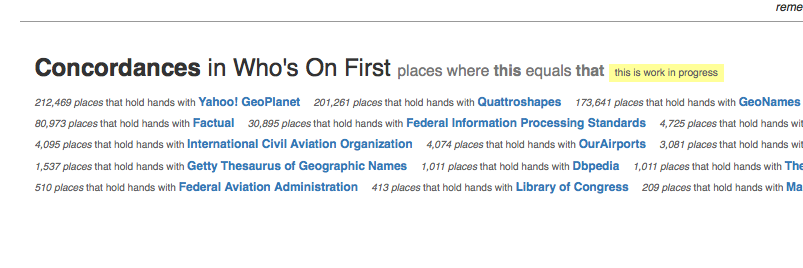 reme
Concordances in Who's On First places where this equals that this is work in progress
212,469 places that hold hands with Yahoo! GeoPlanet 201,261 places that hold hands with Quattroshapes 173,641 places that hold hands with GeoNames
80,973 places that hold hands with Factual 30,895 places that hold hands with Federal Information Processing Standards 4,725 places that hold hands wit
4,095 places that hold hands with International Civil Aviation Organization 4,074 places that hold hands with OurAirports 3,081 places that hold hands
1,537 places that hold hands with Getty Thesaurus of Geographic Names 1,011 places that hold hands with Dbpedia 1,011 places that hold hands with The
510 places that hold hands with Federal Aviation Administration 413 places that hold hands with Library of Congress 209 places that hold hands with Ma